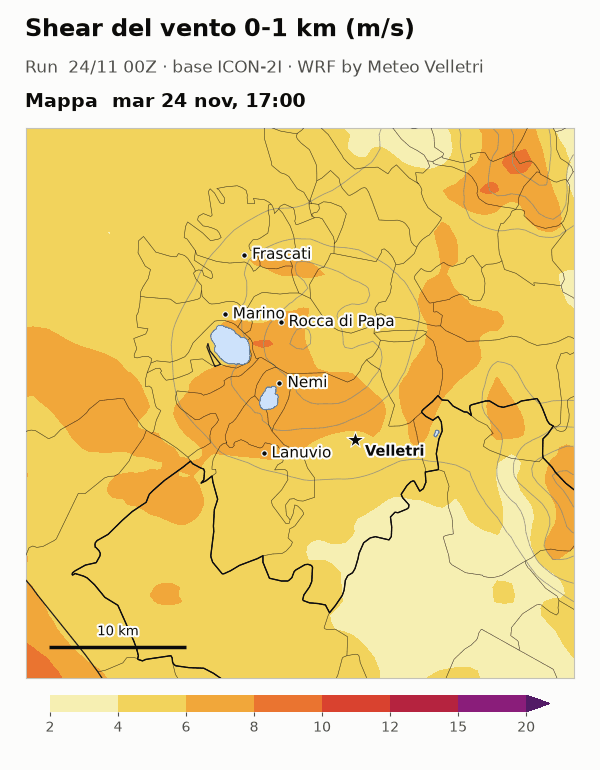 Shear del vento 0-1 km (m/s)
Run  24/11 00Z · base ICON-2I · WRF by Meteo Velletri
Mappa  mar 24 nov, 17:00
Frascati
Marino
Rocca di Papa
Nemi
Velletri
Lanuvio
10 km
2 4 6 8 10 12 15 20